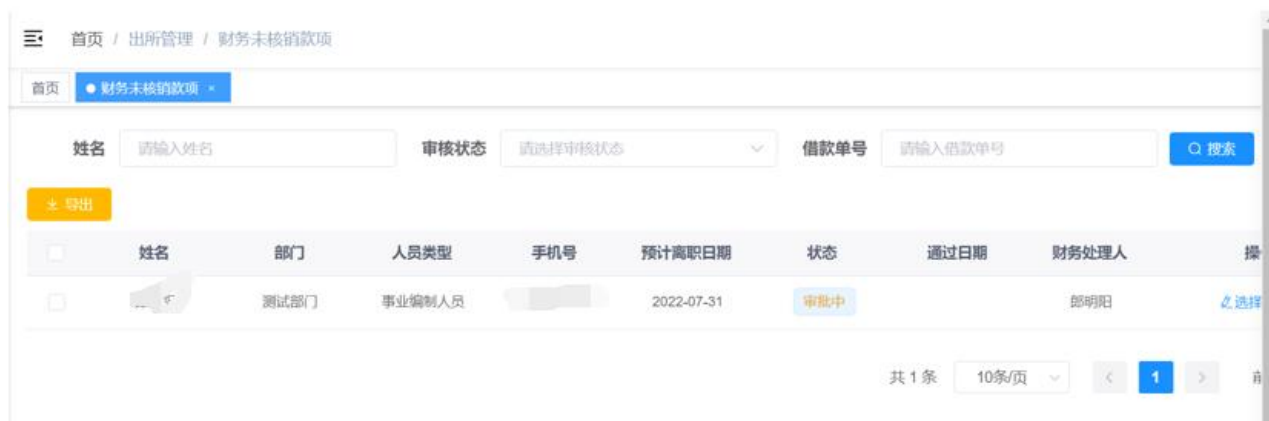 首页 / 出所管理 / 财务未核销款项
首页 财务未核销款项 ×
姓名 请输入姓名 审核状态 请选择审核状态 借款单号 请输入借款单号 搜索
导出
姓名 部门 人员类型 手机号 预计离职日期 状态 通过日期 财务处理人 操
测试部门 事业编制人员 2022-07-31 审批中 郎明阳 选择
共 1 条 10条/页 < 1 > 前